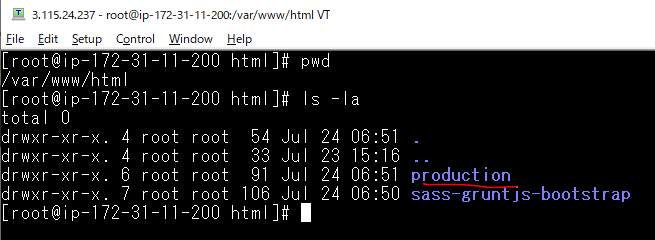 3.115.24.237 - root@ip-172-31-11-200:/var/www/html VT
File Edit Setup Control Window Help
[root@ip-172-31-11-200 html]# pwd
/var/www/html
[root@ip-172-31-11-200 html]# ls -la
total 0
drwxr-xr-x. 4 root root  54 Jul 24 06:51 .
drwxr-xr-x. 4 root root  33 Jul 23 15:16 ..
drwxr-xr-x. 6 root root  91 Jul 24 06:51 production
drwxr-xr-x. 7 root root 106 Jul 24 06:50 sass-gruntjs-bootstrap
[root@ip-172-31-11-200 html]#